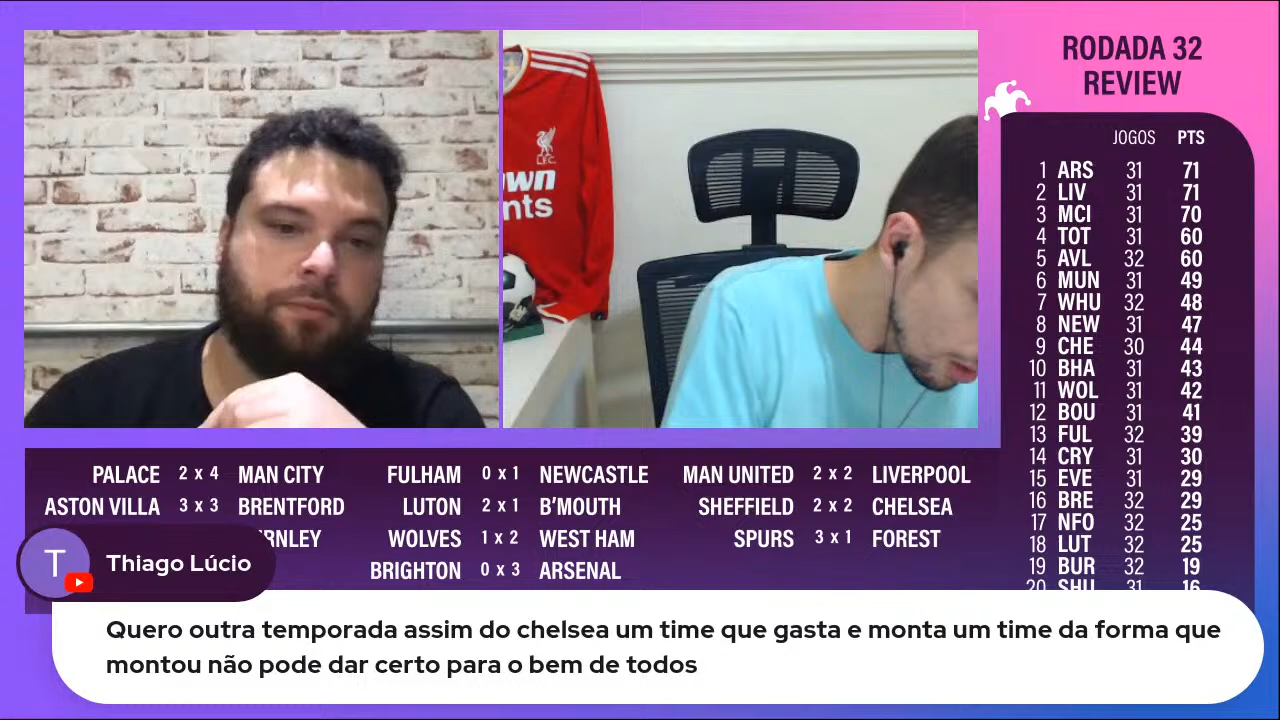 RODADA 32
REVIEW
JOGOS PTS
1 ARS 31 71
2 LIV 31 71
3 MCI 31 70
4 TOT 31 60
5 AVL 32 60
6 MUN 31 49
7 WHU 32 48
8 NEW 31 47
9 CHE 30 44
10 BHA 31 43
11 WOL 31 42
12 BOU 31 41
13 FUL 32 39
14 CRY 31 30
15 EVE 31 29
16 BRE 32 29
17 NFO 32 25
18 LUT 32 25
19 BUR 32 19
20 SHU 31 16
LFC
PALACE 2 x 4 MAN CITY
ASTON VILLA 3 x 3 BRENTFORD
FULHAM 0 x 1 NEWCASTLE
LUTON 2 x 1 B'MOUTH
WOLVES 1 x 2 WEST HAM
BRIGHTON 0 x 3 ARSENAL
MAN UNITED 2 x 2 LIVERPOOL
SHEFFIELD 2 x 2 CHELSEA
SPURS 3 x 1 FOREST
T
Thiago Lúcio
Quero outra temporada assim do chelsea um time que gasta e monta um time da forma que
montou não pode dar certo para o bem de todos